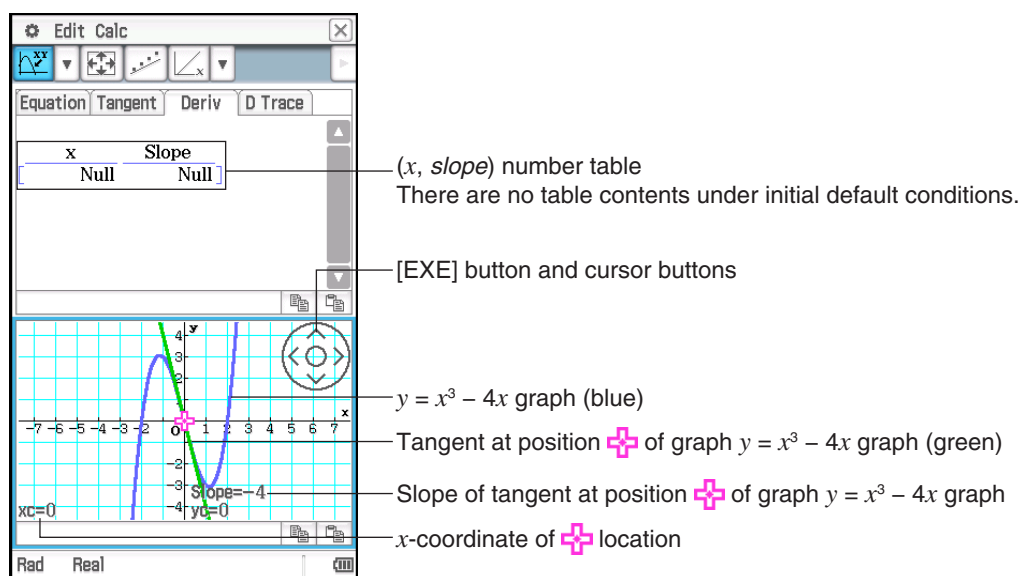 Edit Calc
Equation Tangent Deriv D Trace
x Slope
Null Null
(x, slope) number table
There are no table contents under initial default conditions.
[EXE] button and cursor buttons
y
4
3
2
x
-7 -6 -5 -4 -3 -2 O 1 2 3 4 5 6 7
-2
-3
-4
Slope=-4
xc=0 yc=0
y = x³ – 4x graph (blue)
Tangent at position of graph y = x³ – 4x graph (green)
Slope of tangent at position of graph y = x³ – 4x graph
x-coordinate of location
Rad Real